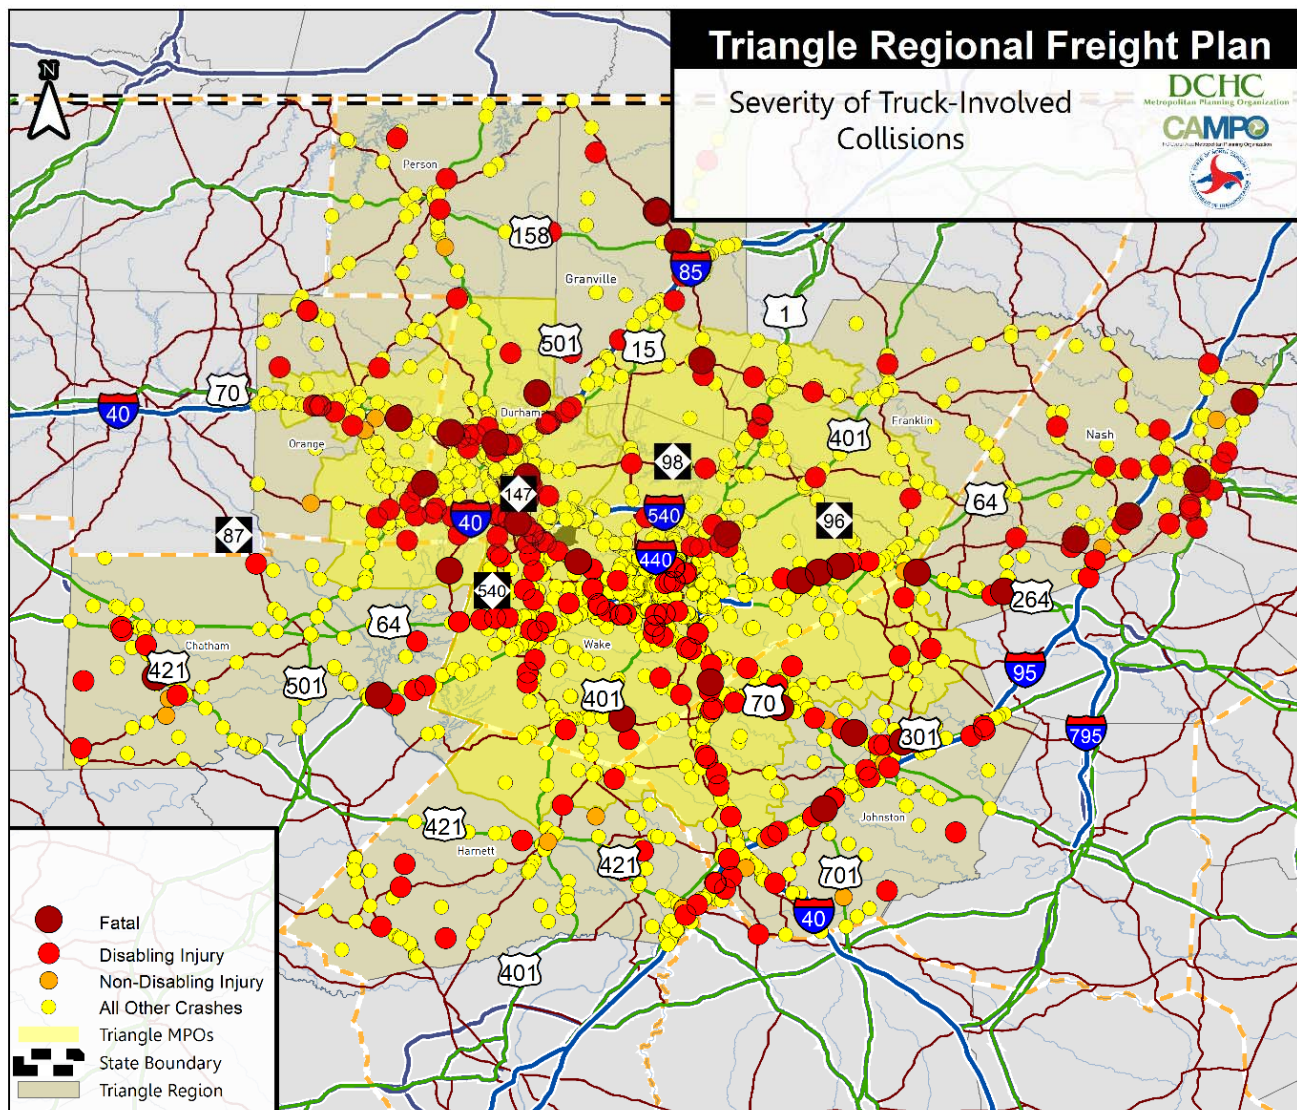 Triangle Regional Freight Plan
Severity of Truck-Involved
Collisions
DCHC
Metropolitan Planning Organization
CAMPO
Metropolitan Planning Organization
N
Person
158
Granville
85
1
501
15
70
40
Durham
Orange
Franklin
401
Nash
98
147
64
40
540
96
87
440
540
264
64
Wake
Chatham
421
501
95
401
70
301
795
421
Harnett
421
Johnston
701
40
401
Fatal
Disabling Injury
Non-Disabling Injury
All Other Crashes
Triangle MPOs
State Boundary
Triangle Region